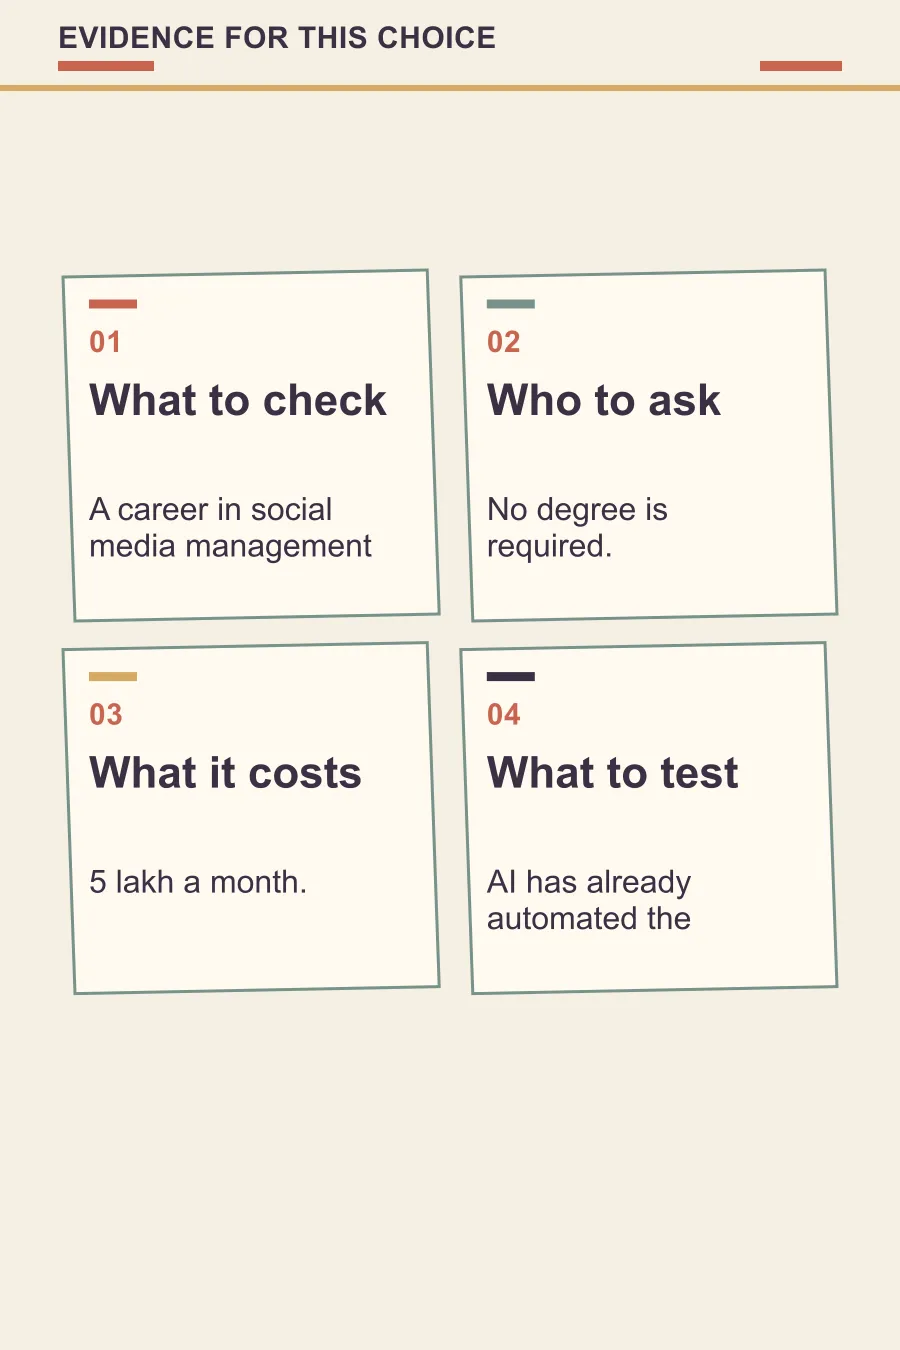 EVIDENCE FOR THIS CHOICE
01
What to check
A career in social
media management
02
Who to ask
No degree is
required.
03
What it costs
5 lakh a month.
04
What to test
AI has already
automated the